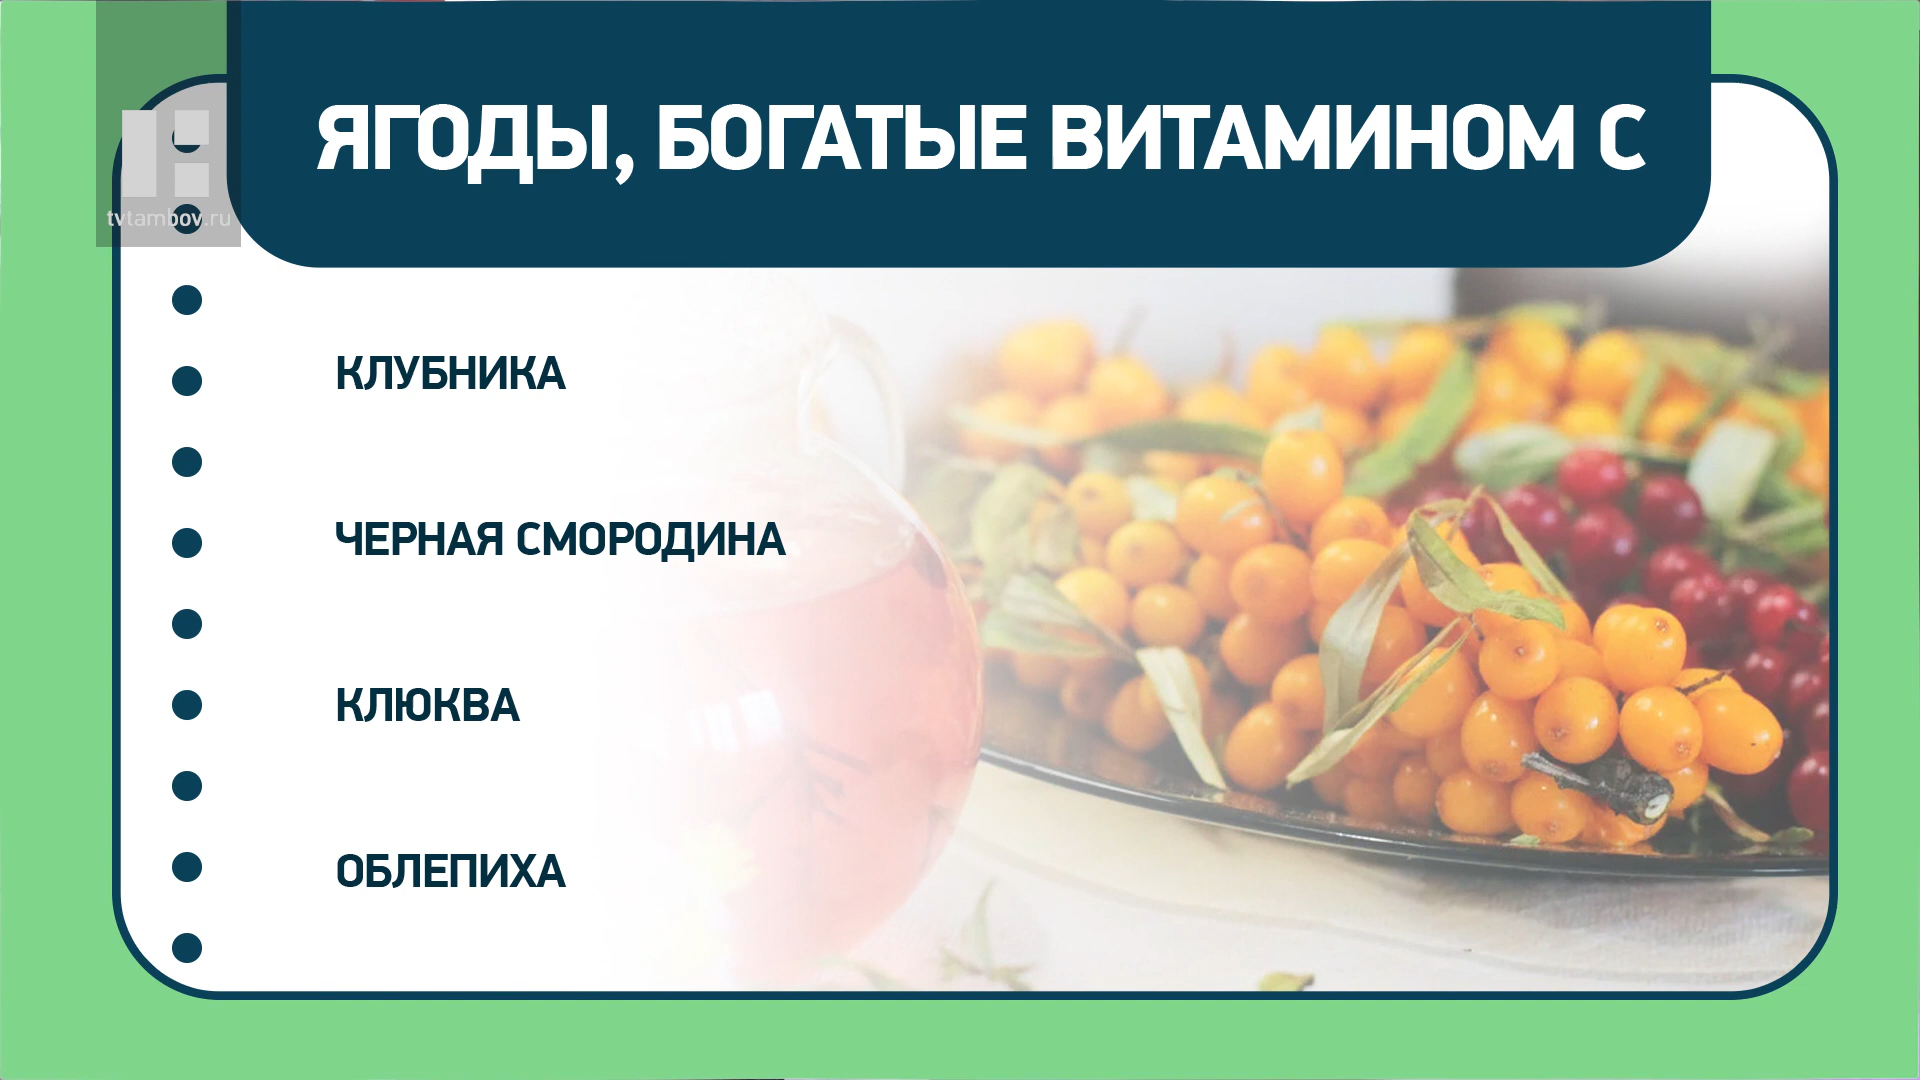 ЯГОДЫ, БОГАТЫЕ ВИТАМИНОМ С
tvtambov.ru
КЛУБНИКА
ЧЕРНАЯ СМОРОДИНА
КЛЮКВА
ОБЛЕПИХА